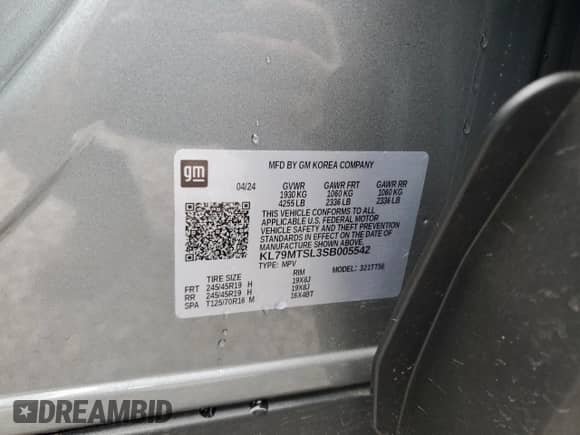 gm
MFD BY GM KOREA COMPANY
04/24 GVWR GAWR FRT GAWR RR
1930 KG 1060 KG 1060 KG
4255 LB 2336 LB 2336 LB
THIS VEHICLE CONFORMS TO ALL
APPLICABLE U.S. FEDERAL MOTOR
VEHICLE SAFETY AND THEFT PREVENTION
STANDARDS IN EFFECT ON THE DATE OF
MANUFACTURE SHOWN ABOVE.
KL79MTSL3SB005542
TYPE: MPV MODEL: 321TT56
TIRE SIZE RIM
FRT 245/45R19 H 19X8J
RR 245/45R19 H 19X8J
SPA T125/70R16 M 16X4BT
DREAMBID